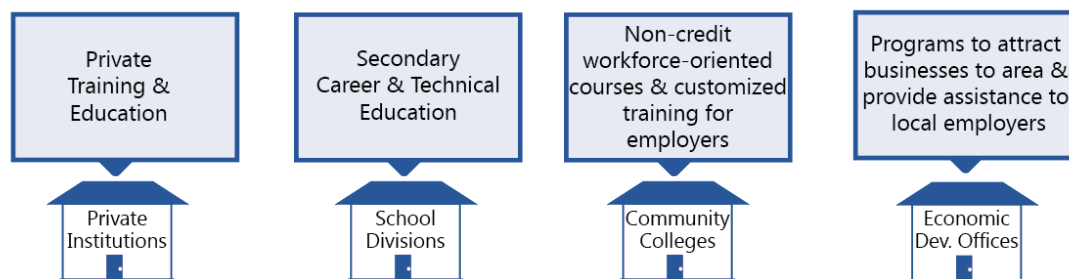 Private
Training &
Education
Secondary
Career & Technical
Education
Non-credit
workforce-oriented
courses & customized
training for
employers
Programs to attract
businesses to area &
provide assistance to
local employers
Private
Institutions
School
Divisions
Community
Colleges
Economic
Dev. Offices